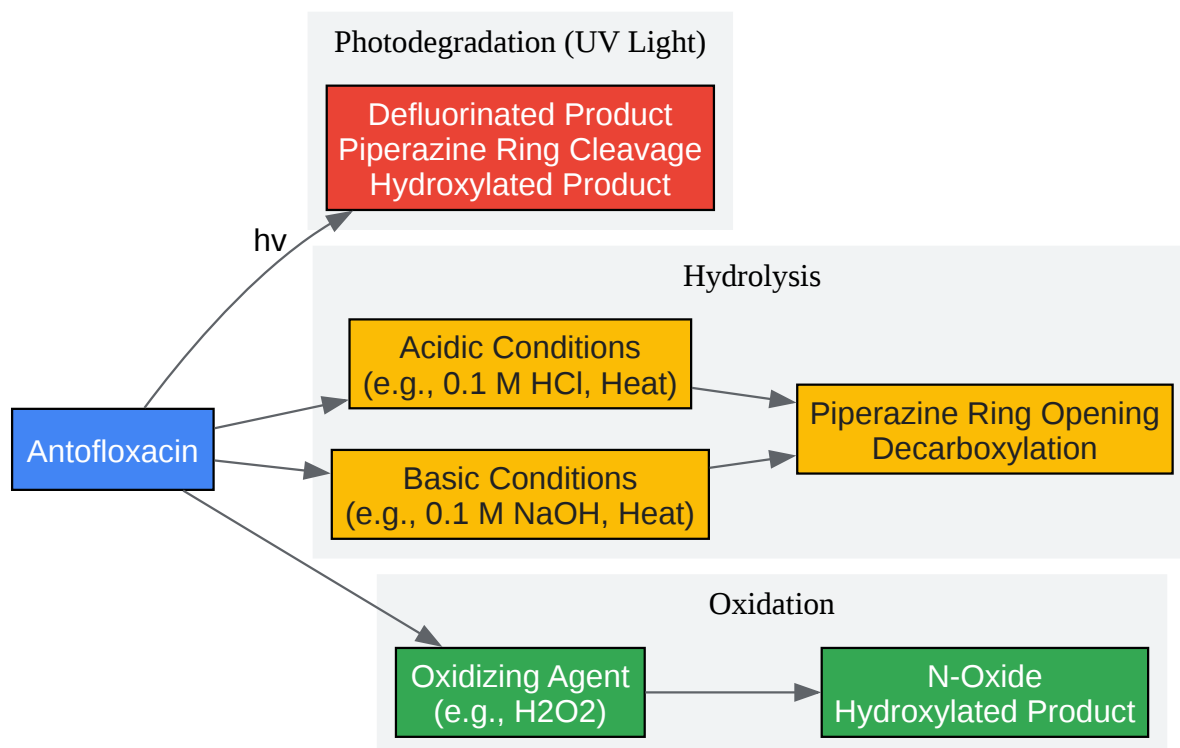 Photodegradation (UV Light)
Defluorinated Product
Piperazine Ring Cleavage
Hydroxylated Product
hν
Hydrolysis
Acidic Conditions
(e.g., 0.1 M HCl, Heat)
Piperazine Ring Opening
Decarboxylation
Antofloxacin
Basic Conditions
(e.g., 0.1 M NaOH, Heat)
Oxidation
Oxidizing Agent
(e.g., H2O2)
N-Oxide
Hydroxylated Product